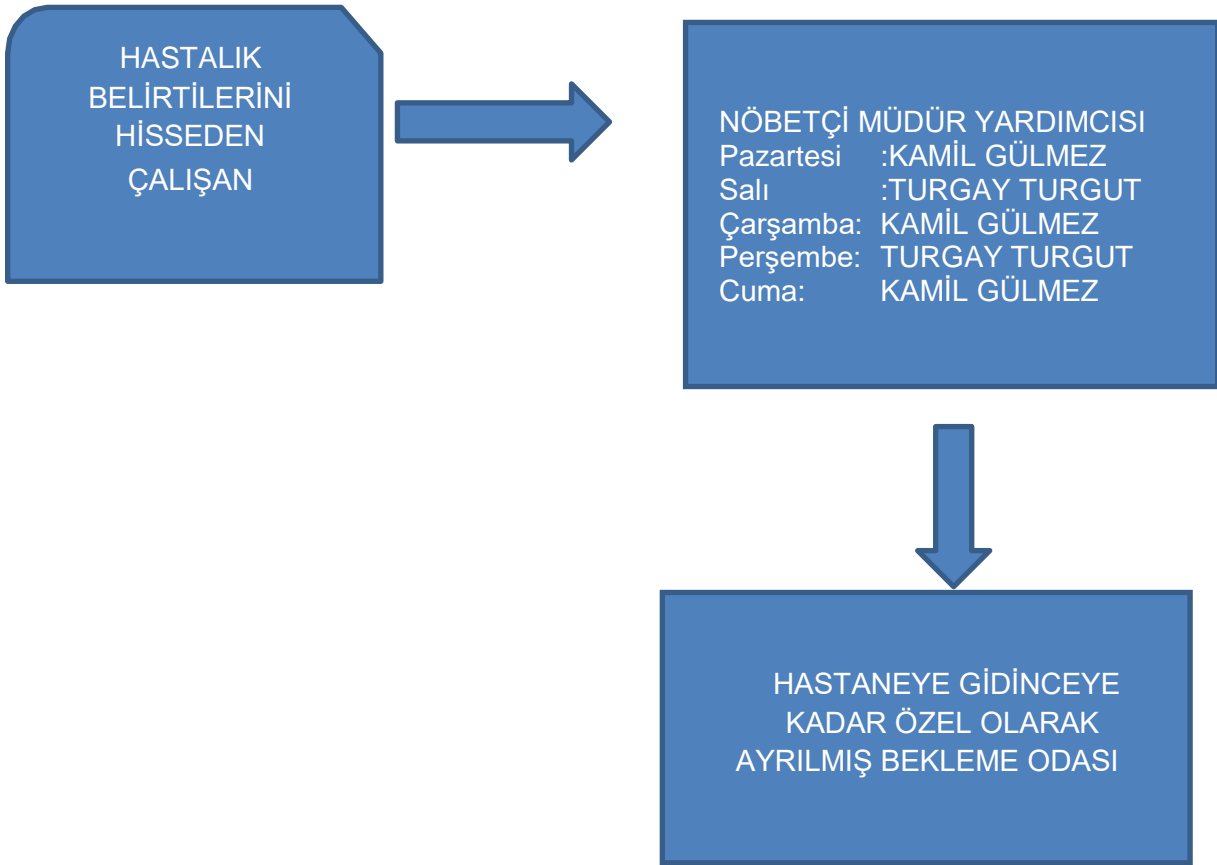 HASTALIK
BELİRTİLERİNİ
HİSSEDEN
ÇALIŞAN
NÖBETÇİ MÜDÜR YARDIMCISI
Pazartesi :KAMİL GÜLMEZ
Salı :TURGAY TURGUT
Çarşamba: KAMİL GÜLMEZ
Perşembe: TURGAY TURGUT
Cuma: KAMİL GÜLMEZ
HASTANEYE GİDİNCEYE
KADAR ÖZEL OLARAK
AYRILMIŞ BEKLEME ODASI